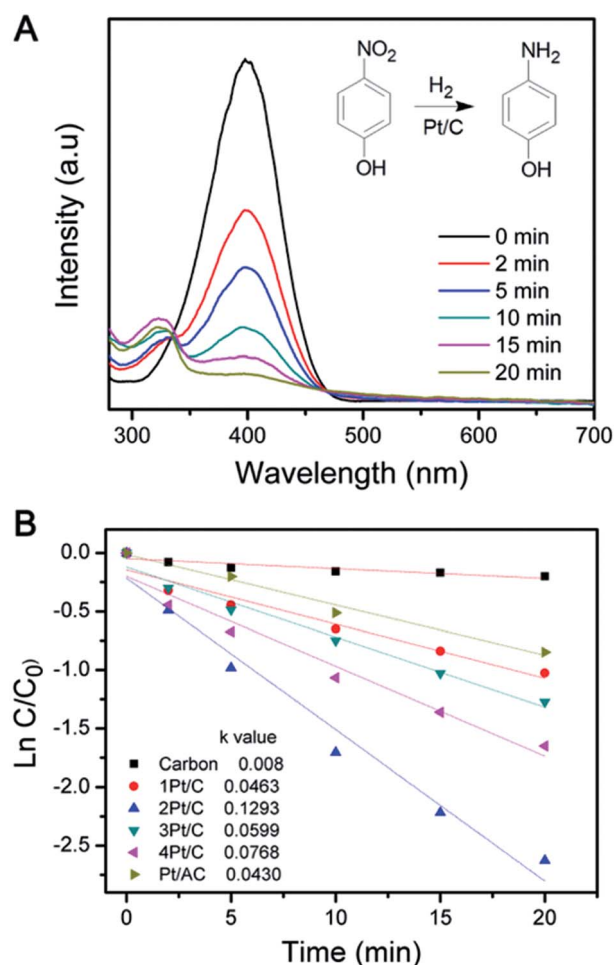 A
NO₂
NH₂
H₂
Pt/C
OH
OH
0 min
2 min
5 min
10 min
15 min
20 min
Intensity (a.u)
300 400 500 600 700
Wavelength (nm)
B
0.0
-0.5
-1.0
-1.5
-2.0
-2.5
Ln C/C₀)
k value
Carbon 0.008
1Pt/C 0.0463
2Pt/C 0.1293
3Pt/C 0.0599
4Pt/C 0.0768
Pt/AC 0.0430
0 5 10 15 20
Time (min)